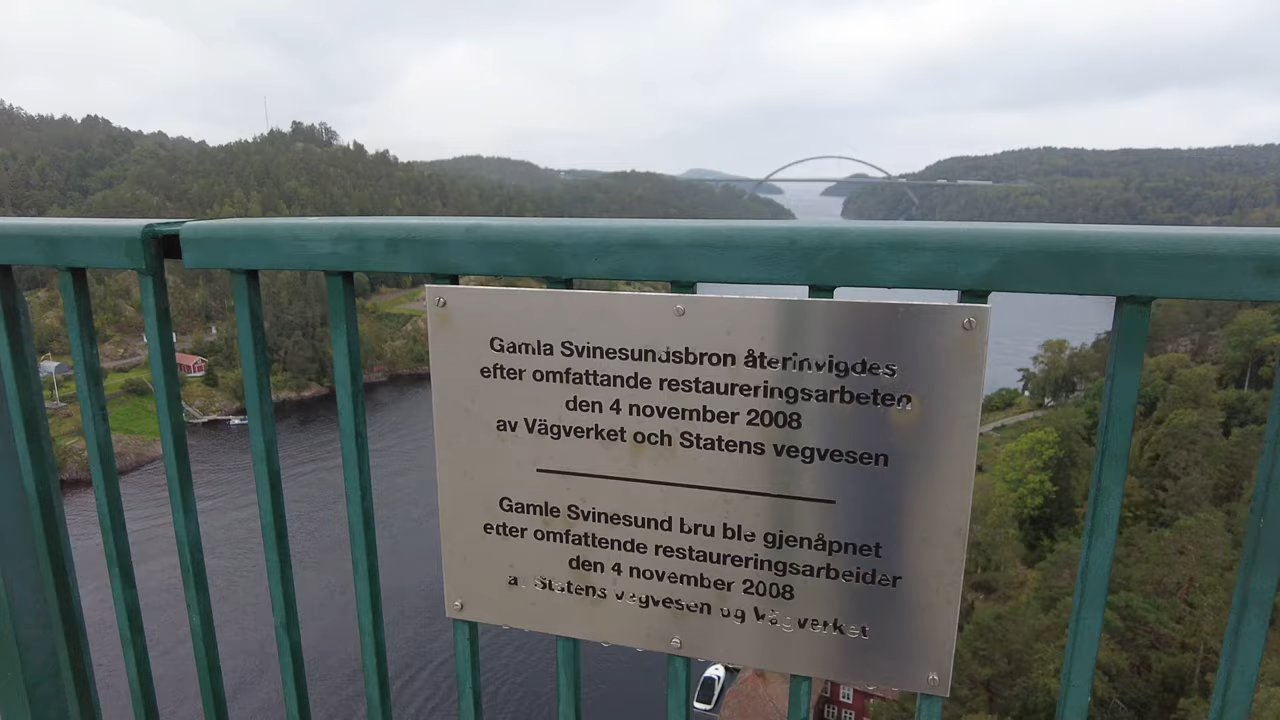 Gamla Svinesundsbron återinvigdes
efter omfattande restaureringsarbeten
den 4 november 2008
av Vägverket och Statens vegvesen
Gamle Svinesund bru ble gjenåpnet
etter omfattende restaureringsarbeider
den 4 november 2008
av Statens vegvesen og Vägverket